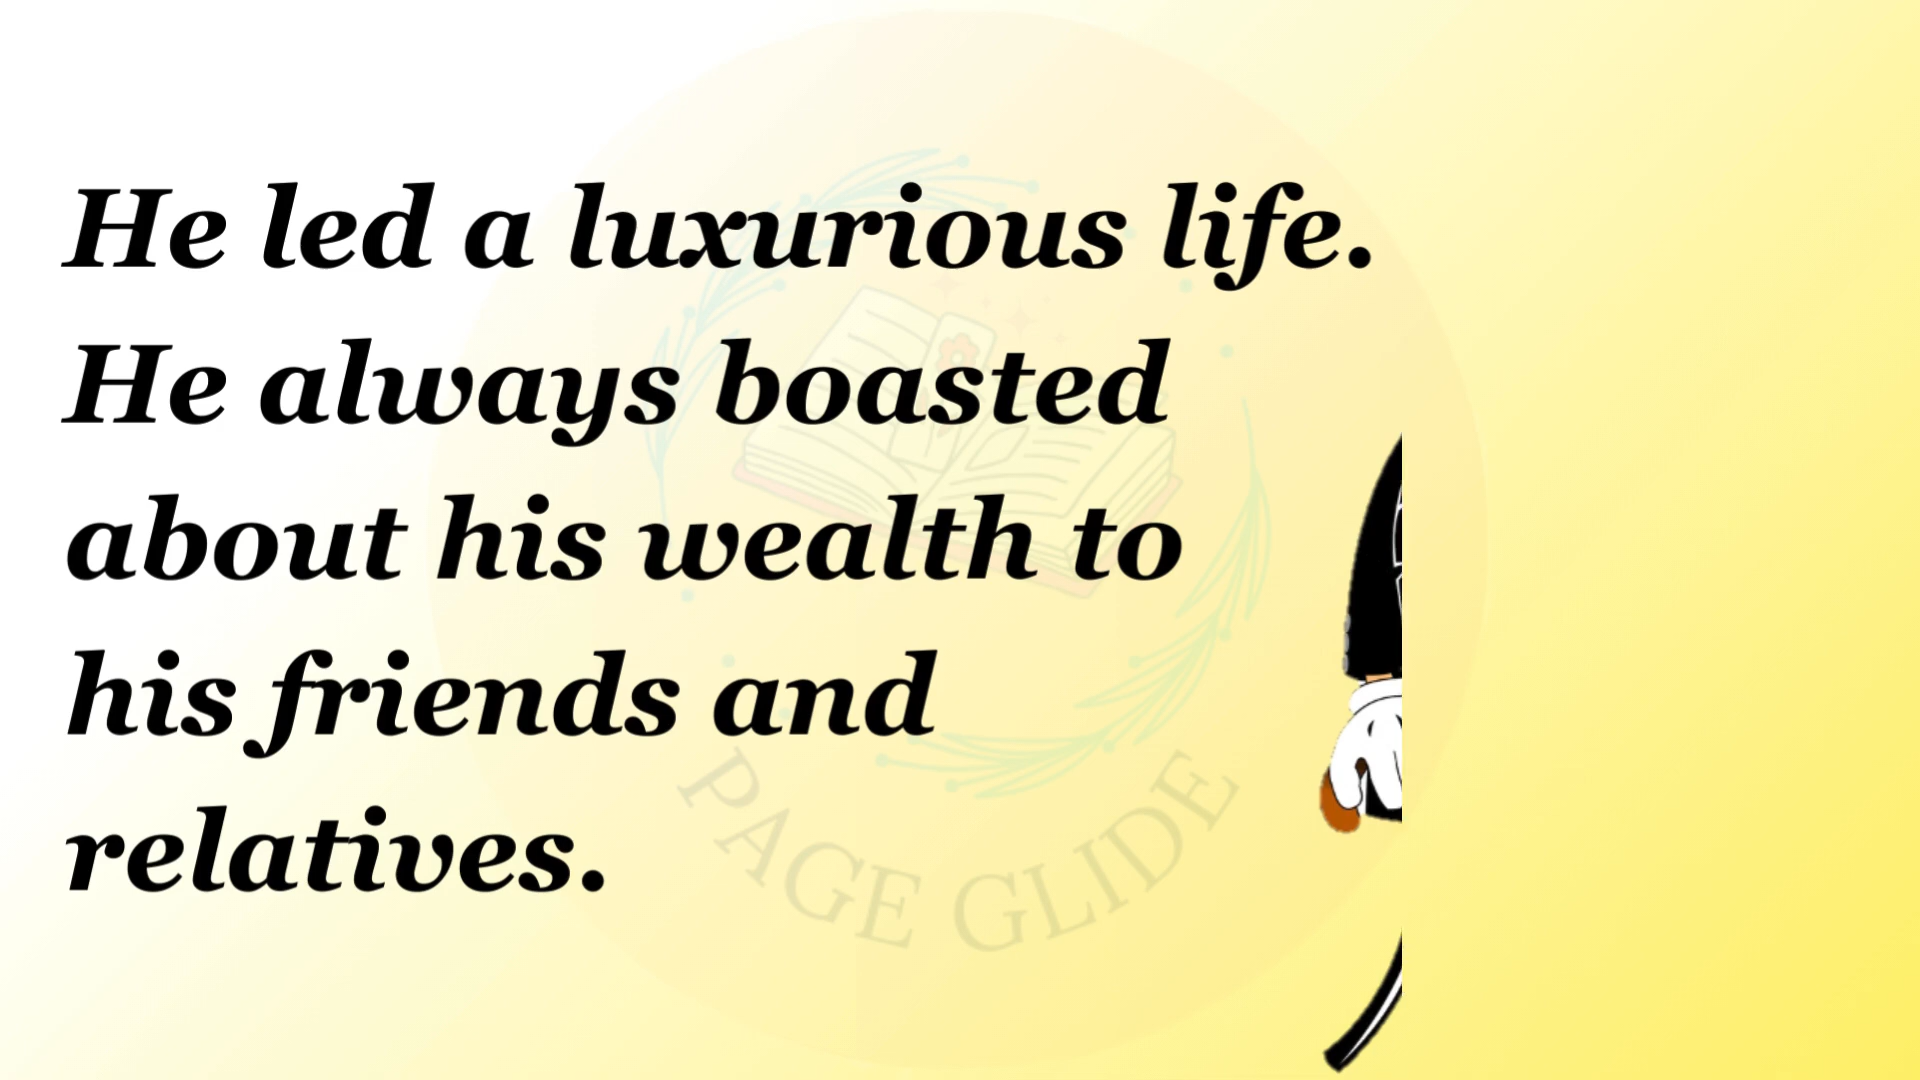 He led a luxurious life.
He always boasted
about his wealth to
his friends and
relatives.
PAGE GLIDE